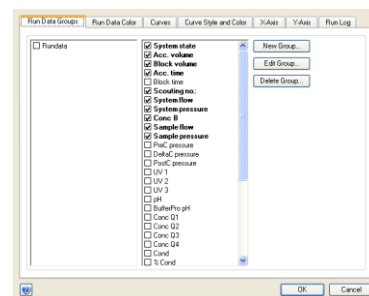 Run Data Groups
Run Data Color
Curves
Curve Style and Color
X-Axis
Y-Axis
Run Log
Rundata
System state
Acc. volume
Block volume
Acc. time
Block time
Scouting no.:
System flow
System pressure
Conc B
Sample flow
Sample pressure
PreC pressure
DeltaC pressure
PostC pressure
UV 1
UV 2
UV 3
pH
BufferPro pH
Conc Q1
Conc Q2
Conc Q3
Conc Q4
Cond
% Cond
New Group...
Edit Group...
Delete Group...
OK
Cancel